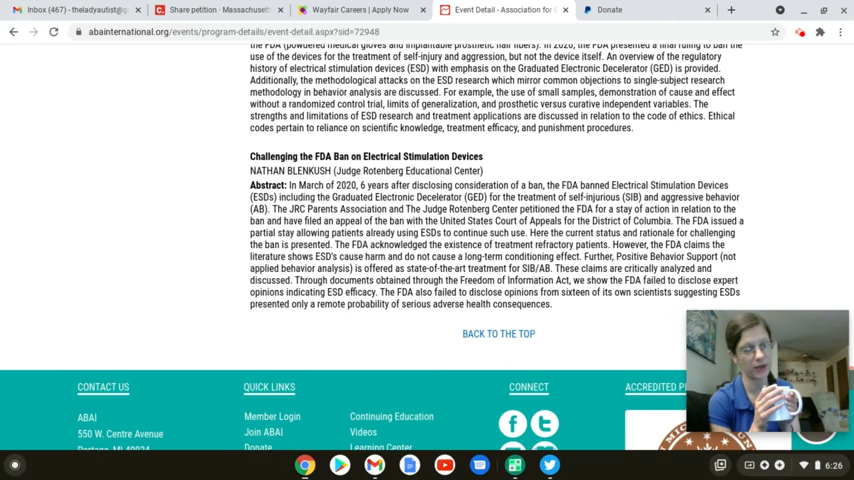 Inbox (467) - theladyautist@g
Share petition · Massachuset
Wayfair Careers | Apply Now
Event Detail - Association for
Donate
abainternational.org/events/program-details/event-detail.aspx?sid=72948
the FDA (powdered medical gloves and implantable prosthetic hair fibers). In 2020, the FDA presented a final ruling to ban the
use of the devices for the treatment of self-injury and aggression, but not the device itself. An overview of the regulatory
history of electrical stimulation devices (ESD) with emphasis on the Graduated Electronic Decelerator (GED) is provided.
Additionally, the methodological attacks on the ESD research which mirror common objections to single-subject research
methodology in behavior analysis are discussed. For example, the use of small samples, demonstration of cause and effect
without a randomized control trial, limits of generalization, and prosthetic versus curative independent variables. The
strengths and limitations of ESD research and treatment applications are discussed in relation to the code of ethics. Ethical
codes pertain to reliance on scientific knowledge, treatment efficacy, and punishment procedures.
Challenging the FDA Ban on Electrical Stimulation Devices
NATHAN BLENKUSH (Judge Rotenberg Educational Center)
Abstract: In March of 2020, 6 years after disclosing consideration of a ban, the FDA banned Electrical Stimulation Devices
(ESDs) including the Graduated Electronic Decelerator (GED) for the treatment of self-injurious (SIB) and aggressive behavior
(AB). The JRC Parents Association and The Judge Rotenberg Center petitioned the FDA for a stay of action in relation to the
ban and have filed an appeal of the ban with the United States Court of Appeals for the District of Columbia. The FDA issued a
partial stay allowing patients already using ESDs to continue such use. Here the current status and rationale for challenging
the ban is presented. The FDA acknowledged the existence of treatment refractory patients. However, the FDA claims the
literature shows ESD's cause harm and do not cause a long-term conditioning effect. Further, Positive Behavior Support (not
applied behavior analysis) is offered as state-of-the-art treatment for SIB/AB. These claims are critically analyzed and
discussed. Through documents obtained through the Freedom of Information Act, we show the FDA failed to disclose expert
opinions indicating ESD efficacy. The FDA also failed to disclose opinions from sixteen of its own scientists suggesting ESDs
presented only a remote probability of serious adverse health consequences.
BACK TO THE TOP
CONTACT US
QUICK LINKS
CONNECT
ACCREDITED P
ABAI
550 W. Centre Avenue
Member Login
Join ABAI
Continuing Education
Videos
Learning Center
6:26